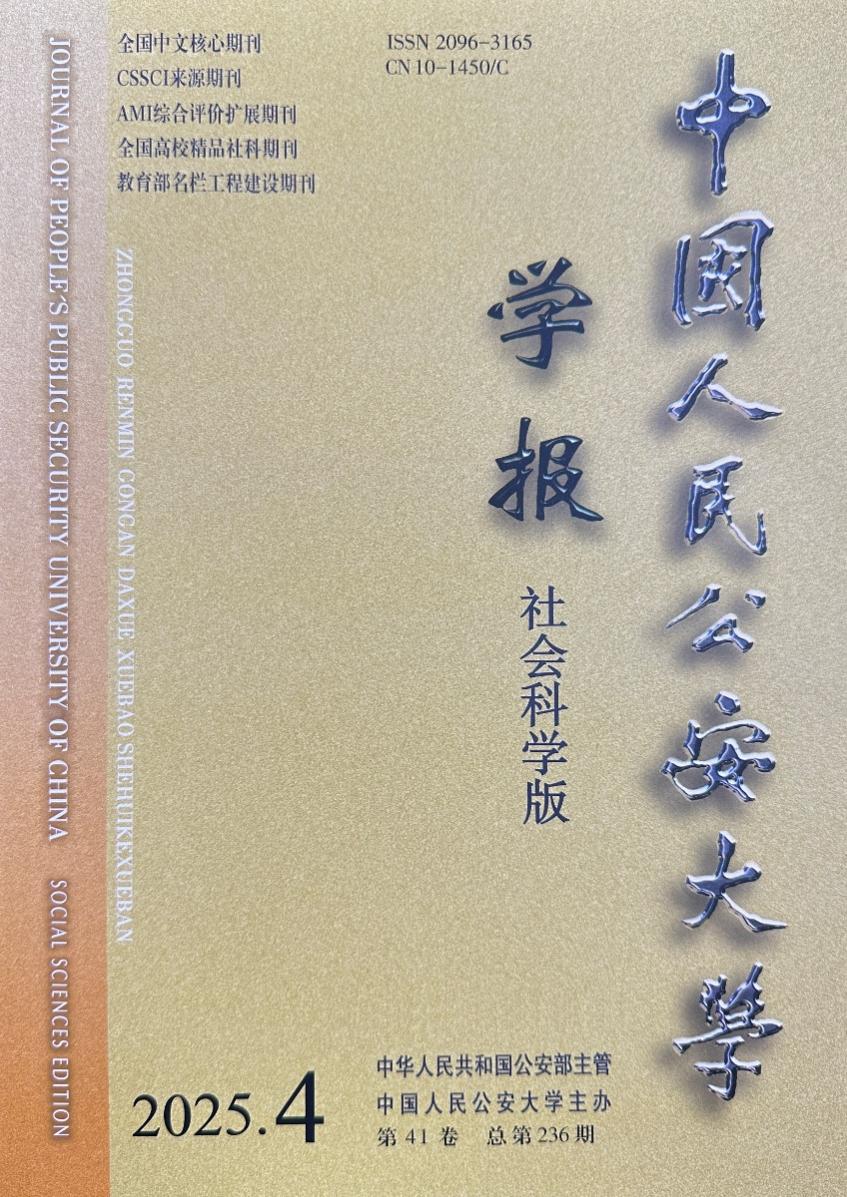 全国中文核心期刊
CSSCI来源期刊
AMI综合评价扩展期刊
全国高校精品社科期刊
教育部名栏工程建设期刊
ISSN 2096-3165
CN 10-1450/C
中国人民公安大學
学报
社会科学版
JOURNAL OF PEOPLE'S PUBLIC SECURITY UNIVERSITY OF CHINA SOCIAL SCIENCES EDITION
ZHONGGUO RENMIN GONGAN DAXUE XUEBAO SHEHUIKEXUEBAN
2025.4
中华人民共和国公安部主管
中国人民公安大学主办
第 41 卷 总第 236 期